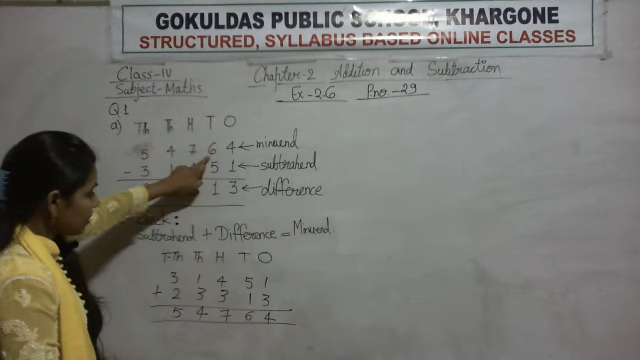 GOKULDAS PUBLIC SCHOOL, KHARGONE
STRUCTURED, SYLLABUS BASED ONLINE CLASSES
Class-IV
Chapter-2 Addition and Subtraction
Subject-Maths
Ex-2.6 Pno.-29
Q1
a) Th Th H T O
5 4 7 6 4 ← minuend
- 3 1 5 1 ← subtrahend
1 3 ← difference
:
Subtrahend + Difference = Minuend.
T-Th Th H T O
3 1 4 5 1
+ 2 3 3 1 3
5 4 7 6 4